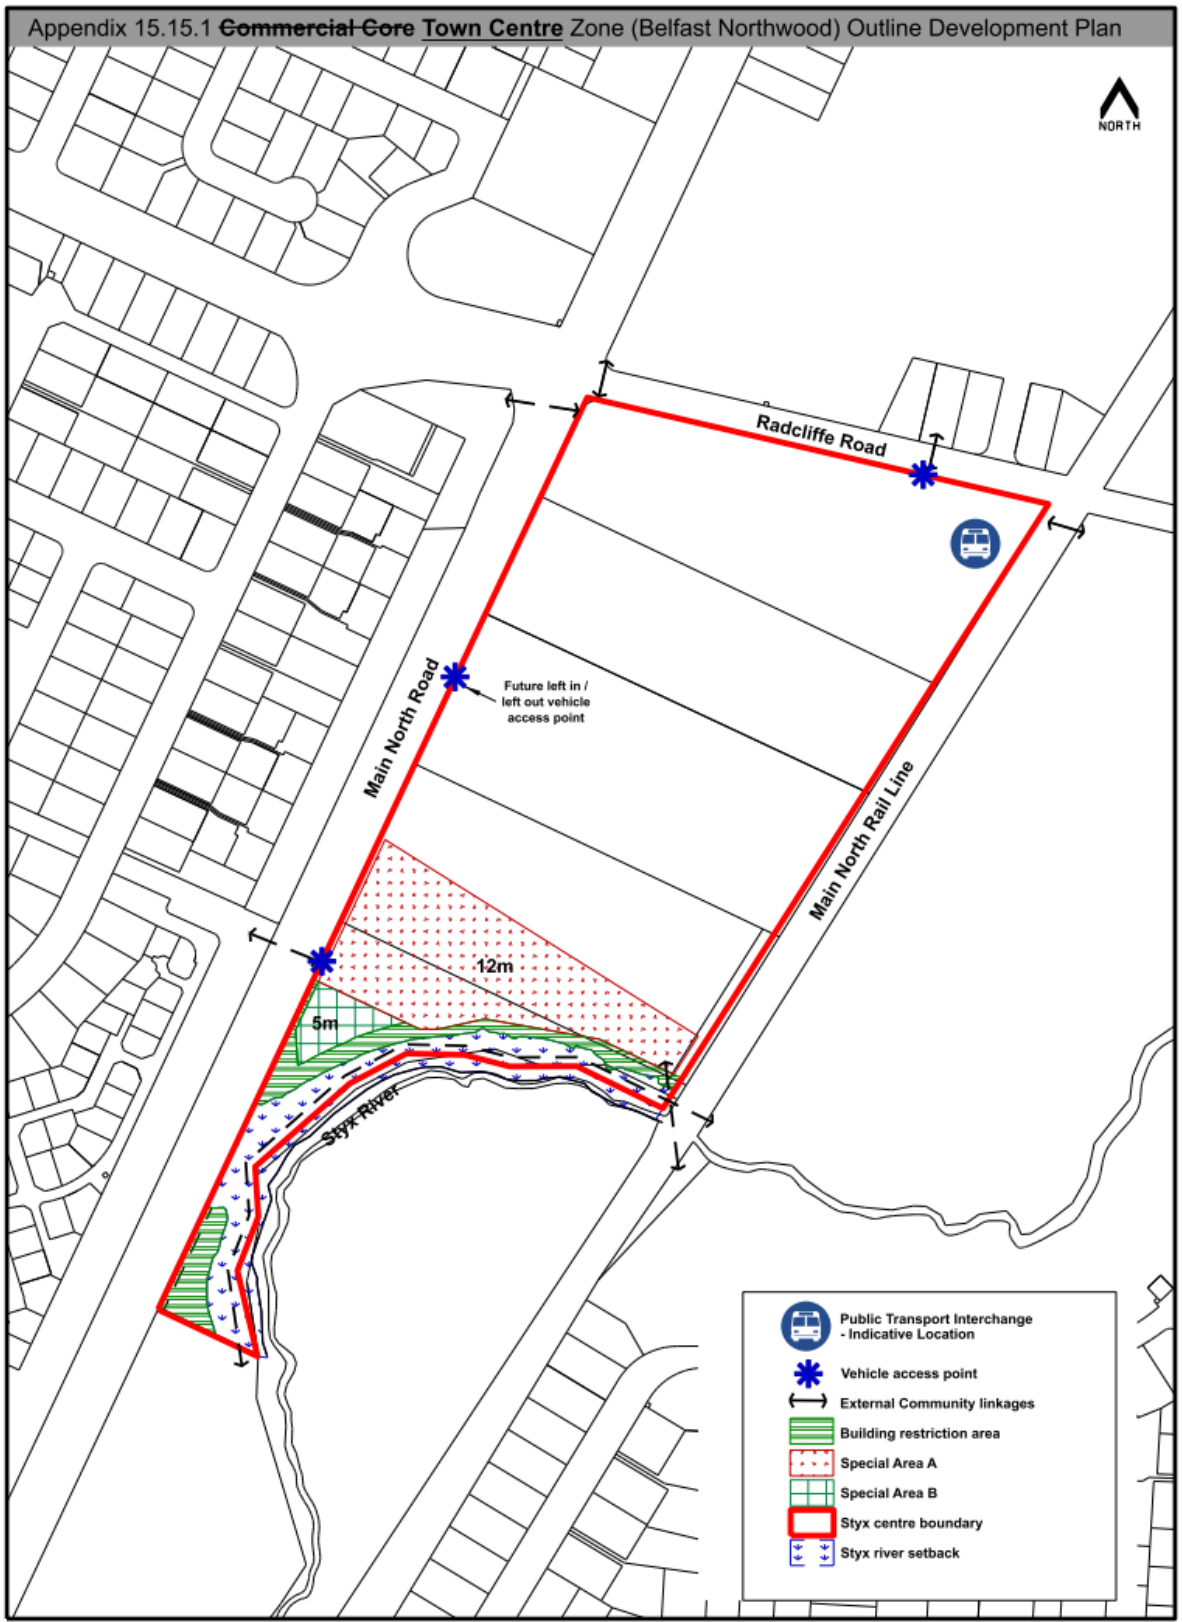 Appendix 15.15.1 Commercial Core Town Centre Zone (Belfast Northwood) Outline Development Plan
NORTH
Radcliffe Road
Main North Road
Future left in /
left out vehicle
access point
Main North Rail Line
12m
5m
Styx River
Public Transport Interchange
- Indicative Location
Vehicle access point
External Community linkages
Building restriction area
Special Area A
Special Area B
Styx centre boundary
Styx river setback